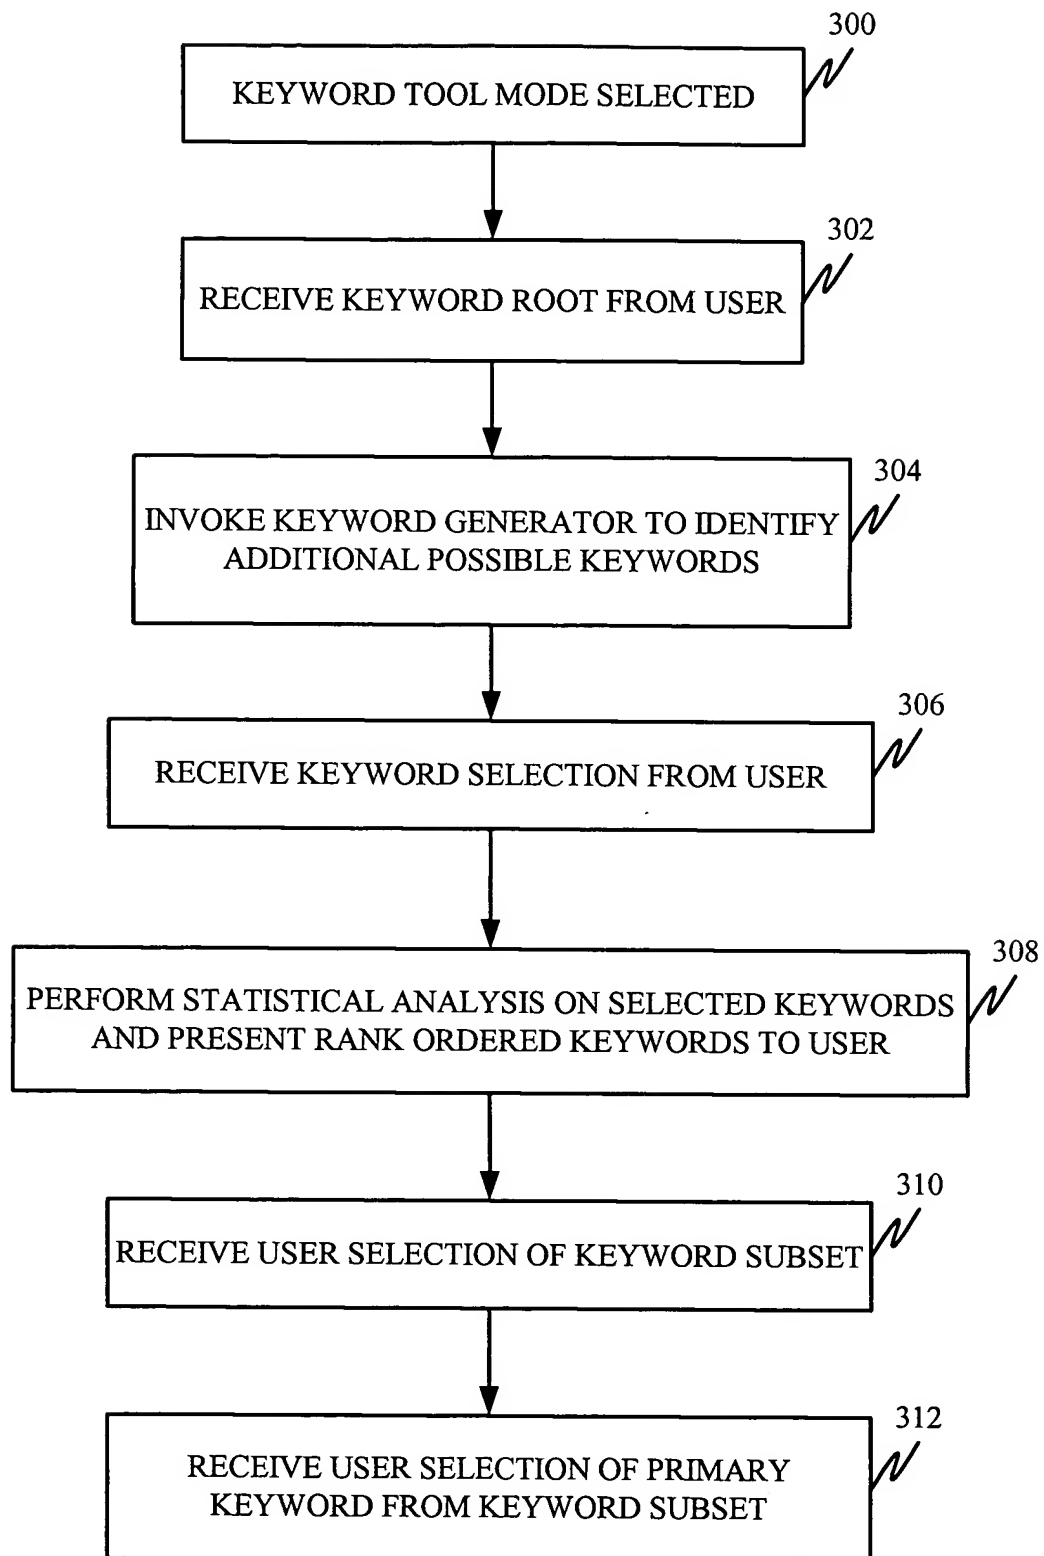 300
KEYWORD TOOL MODE SELECTED
302
RECEIVE KEYWORD ROOT FROM USER
304
INVOKE KEYWORD GENERATOR TO IDENTIFY
ADDITIONAL POSSIBLE KEYWORDS
306
RECEIVE KEYWORD SELECTION FROM USER
308
PERFORM STATISTICAL ANALYSIS ON SELECTED KEYWORDS
AND PRESENT RANK ORDERED KEYWORDS TO USER
310
RECEIVE USER SELECTION OF KEYWORD SUBSET
312
RECEIVE USER SELECTION OF PRIMARY
KEYWORD FROM KEYWORD SUBSET